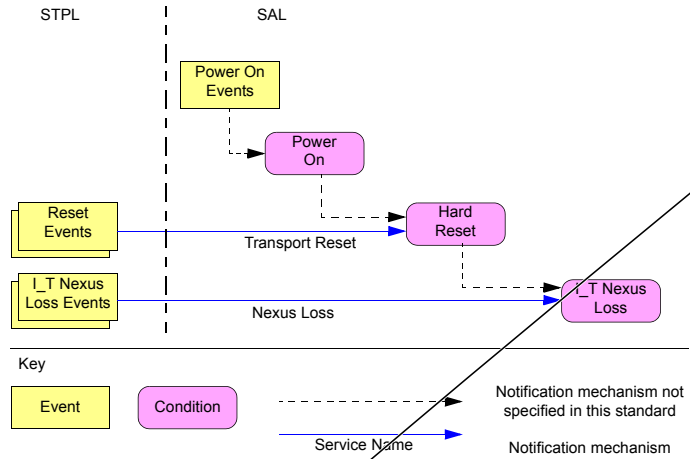 STPL
SAL
Power On
Events
Power
On
Reset
Events
Hard
Reset
Transport Reset
I_T Nexus
Loss Events
I_T Nexus
Loss
Nexus Loss
Key
Event
Condition
Notification mechanism not
specified in this standard
Service Name
Notification mechanism